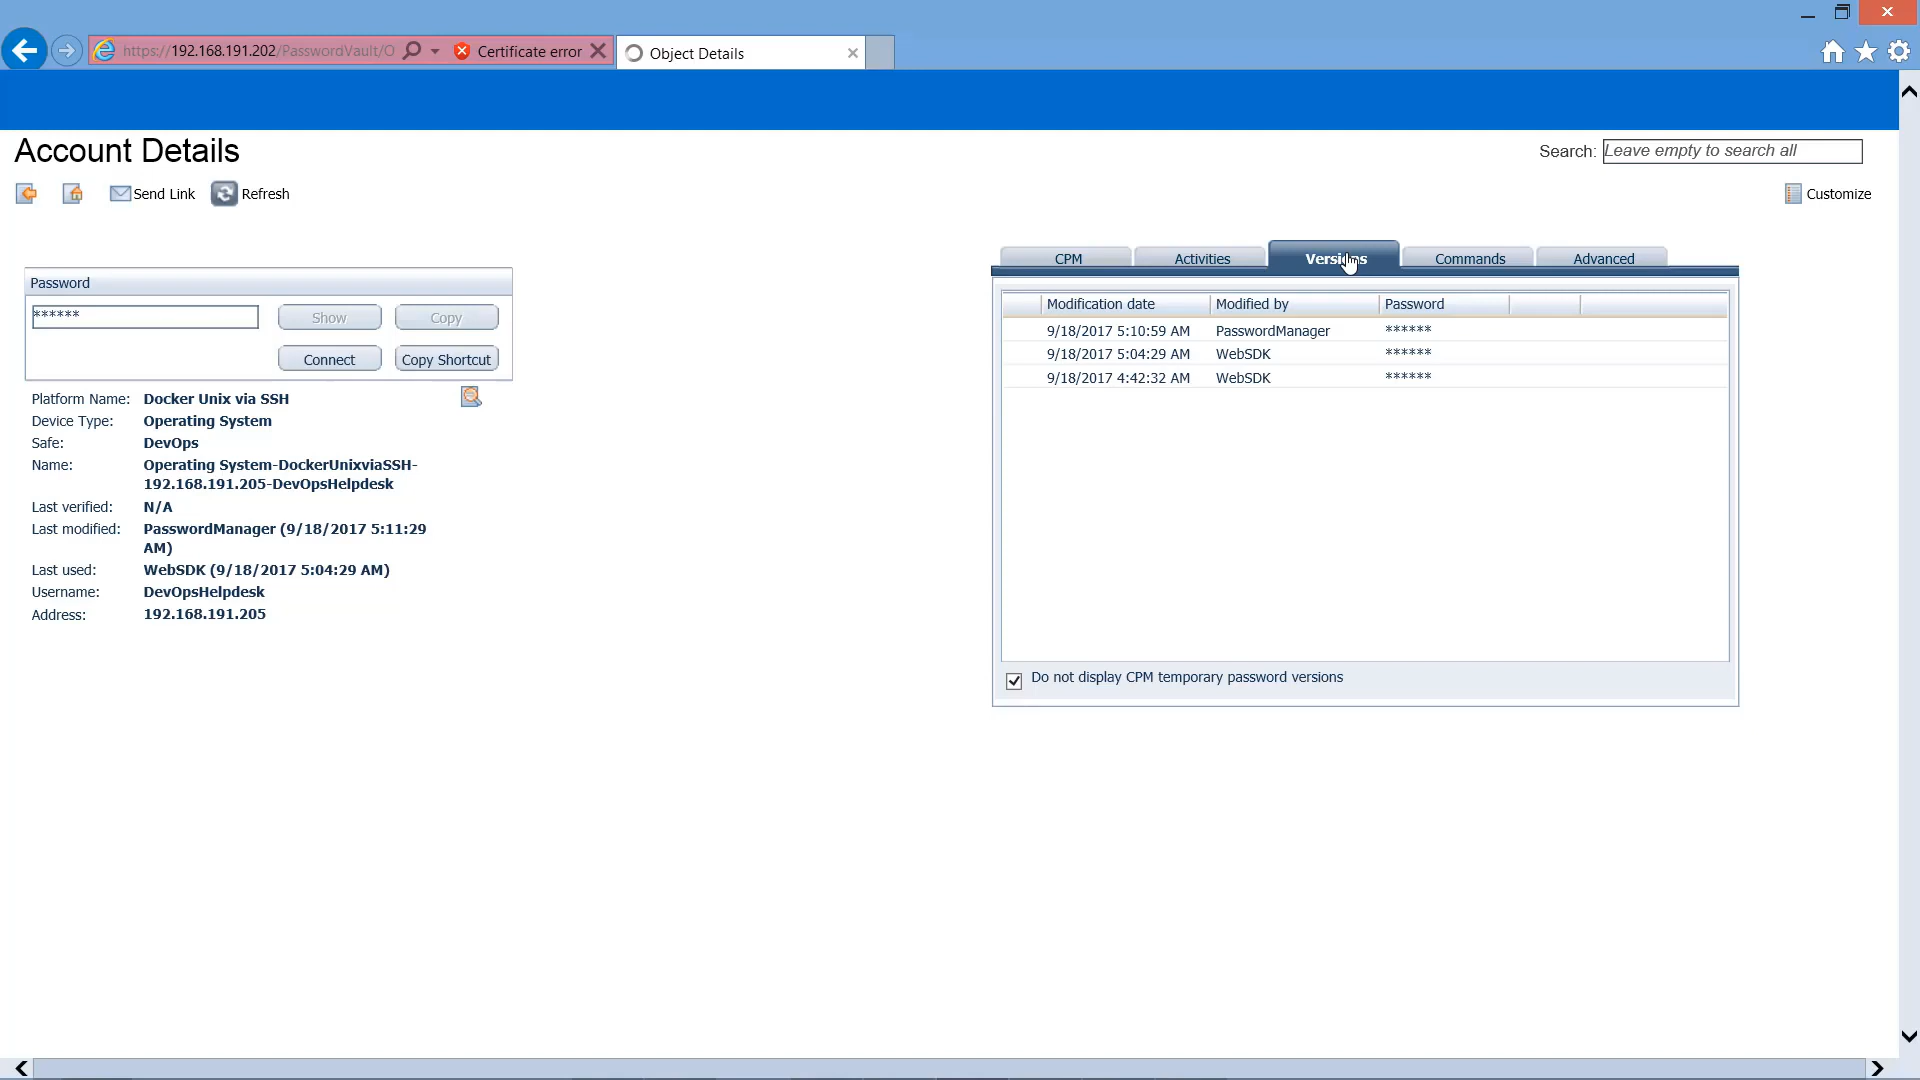 https://192.168.191.202/PasswordVault/O
Certificate error
Object Details
Account Details
Search: Leave empty to search all
Send Link
Refresh
Customize
CPM
Activities
Versions
Commands
Advanced
Password
******
Show
Copy
Connect
Copy Shortcut
Platform Name: Docker Unix via SSH
Device Type: Operating System
Safe: DevOps
Name: Operating System-DockerUnixviaSSH-
192.168.191.205-DevOpsHelpdesk
Last verified: N/A
Last modified: PasswordManager (9/18/2017 5:11:29
AM)
Last used: WebSDK (9/18/2017 5:04:29 AM)
Username: DevOpsHelpdesk
Address: 192.168.191.205
Modification date Modified by Password
9/18/2017 5:10:59 AM PasswordManager ******
9/18/2017 5:04:29 AM WebSDK ******
9/18/2017 4:42:32 AM WebSDK ******
Do not display CPM temporary password versions